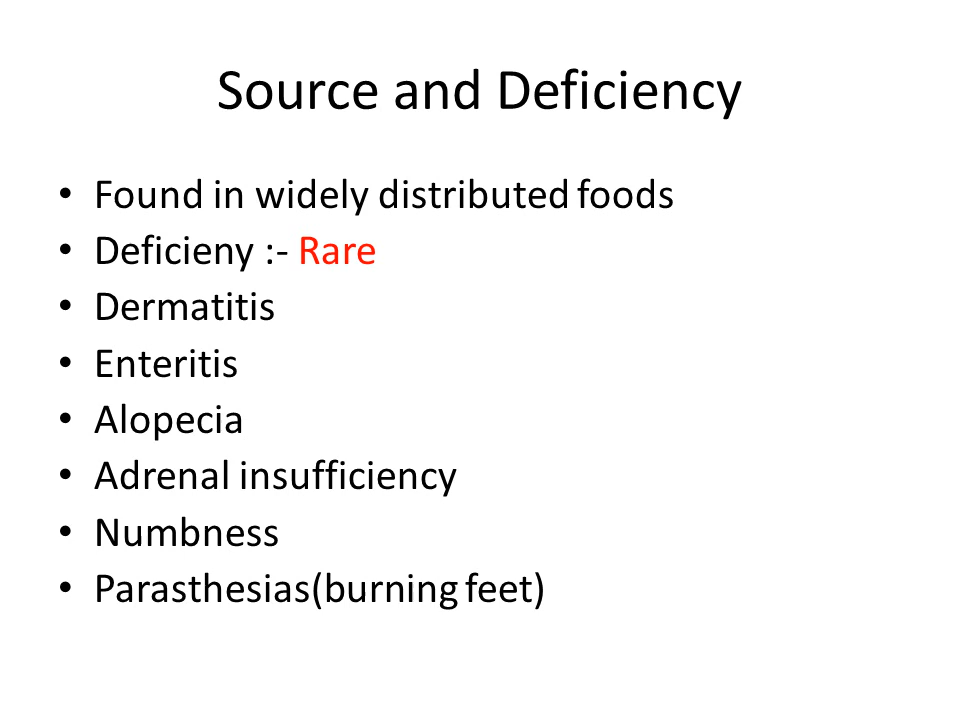 Source and Deficiency
• Found in widely distributed foods
• Deficieny :- Rare
• Dermatitis
• Enteritis
• Alopecia
• Adrenal insufficiency
• Numbness
• Parasthesias(burning feet)